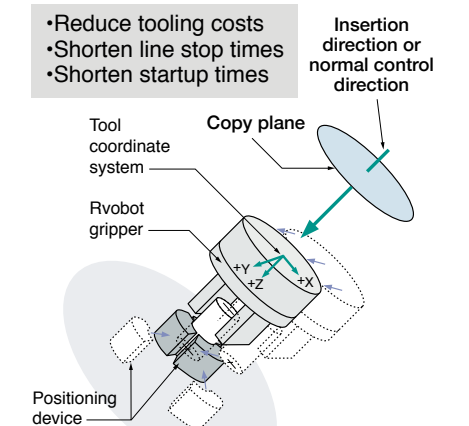 •Reduce tooling costs
•Shorten line stop times
•Shorten startup times
Insertion
direction or
normal control
direction
Tool
coordinate
system
Copy plane
Rvobot
gripper
+Y
+Z
+X
Positioning
device